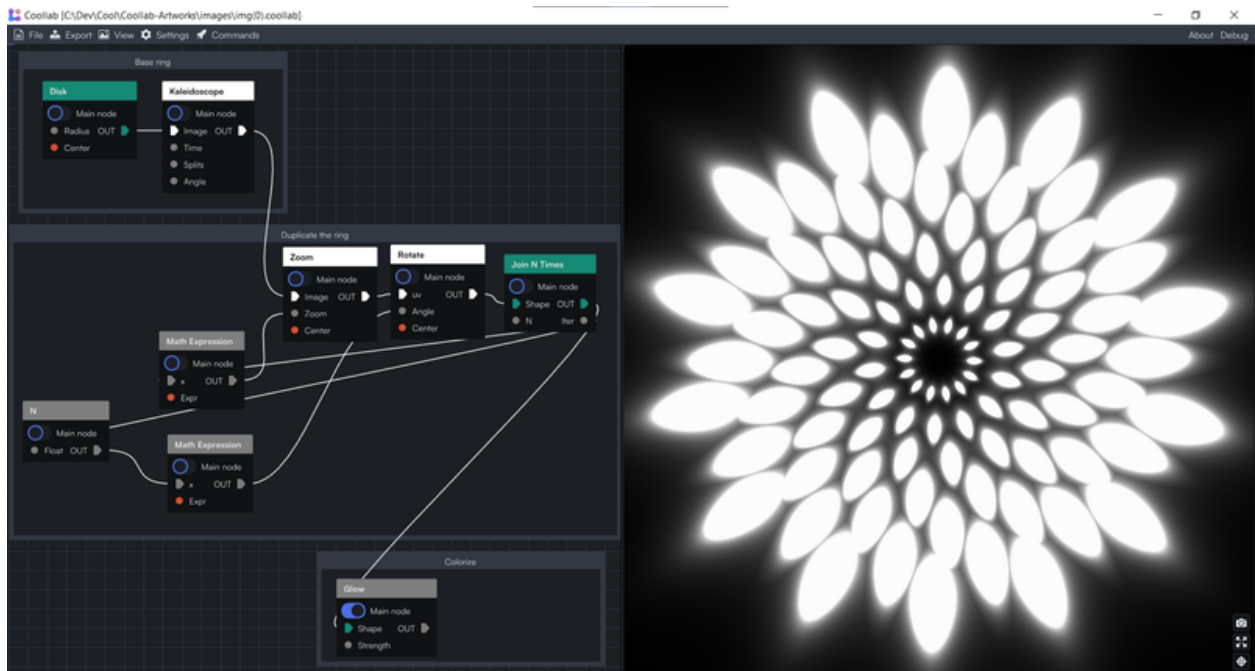 Coollab [C:\Dev\Cool\Coollab-Artworks\images\img(0).coollab]
File Export View Settings Commands About Debug
Base ring
Disk
Main node
Radius OUT
Center
Kaleidoscope
Main node
Image OUT
Time
Splits
Angle
Duplicate the ring
Zoom
Main node
Image OUT
Zoom
Center
Rotate
Main node
uv OUT
Angle
Center
Join N Times
Main node
Shape OUT
N Iter
Math Expression
Main node
x OUT
Expr
N
Main node
Float OUT
Math Expression
Main node
x OUT
Expr
Colorire
Glow
Main node
Shape OUT
Strength